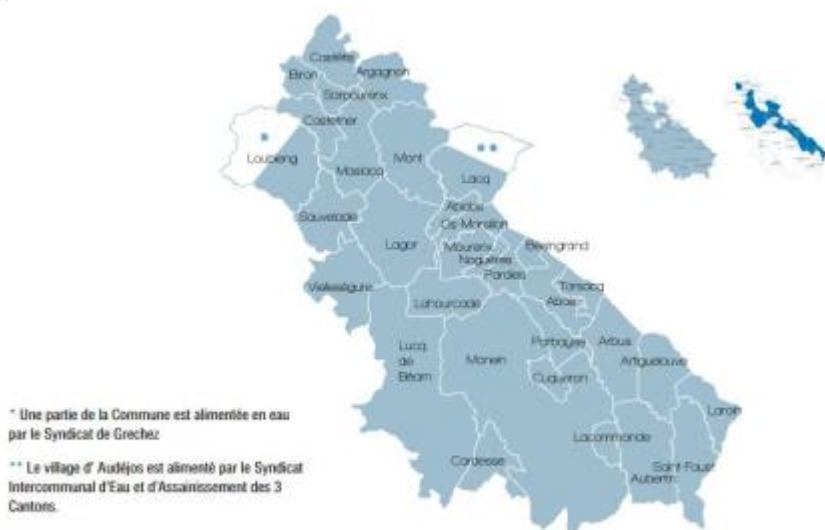 Castétis
Argagnon
Biron
Sarpourenx
Castetner
Loubieng
*
**
Maslacq
Mont
Lacq
Abidos
Sauvelade
Os-Marsillon
Lagor
Mourenx
Bésingrand
Noguères
Pardies
Vielleségure
Tarsacq
Lahourcade
Abos
Lucq
de
Béarn
Monein
Parbayse
Arbus
Artiguelouve
Cuqueron
Laroin
Lacommande
Cardesse
Saint-Faust
Aubertin
* Une partie de la Commune est alimentée en eau
par le Syndicat de Grechez
** Le village d' Audéjos est alimenté par le Syndicat
Intercommunal d'Eau et d'Assainissement des 3
Cantons.